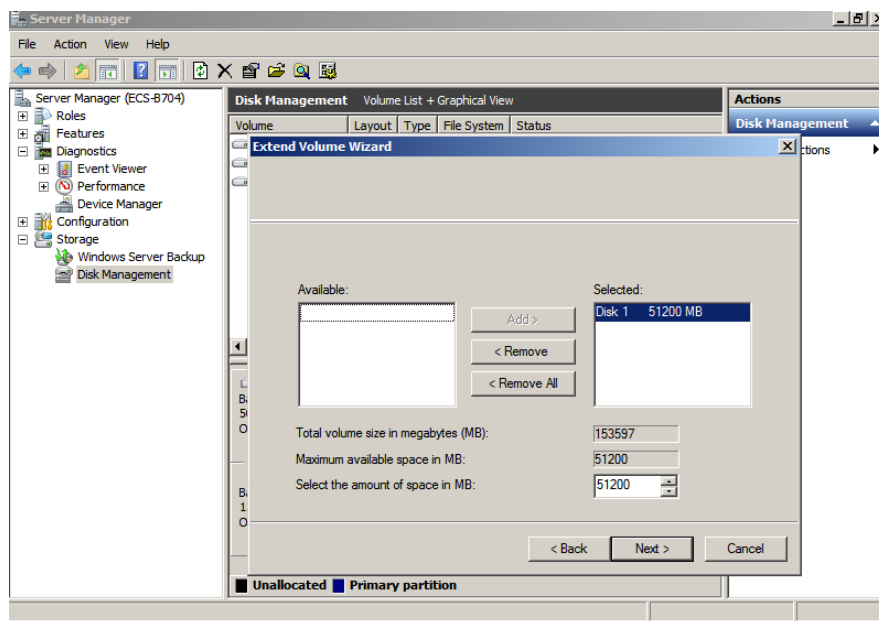 Server Manager
File Action View Help
Server Manager (ECS-B704)
Roles
Features
Diagnostics
Event Viewer
Performance
Device Manager
Configuration
Storage
Windows Server Backup
Disk Management
Disk Management Volume List + Graphical View
Volume Layout Type File System Status
Extend Volume Wizard
Available:
Selected:
Disk 1 51200 MB
Add >
< Remove
< Remove All
Total volume size in megabytes (MB): 153597
Maximum available space in MB: 51200
Select the amount of space in MB: 51200
< Back Next > Cancel
Unallocated Primary partition
Actions
Disk Management